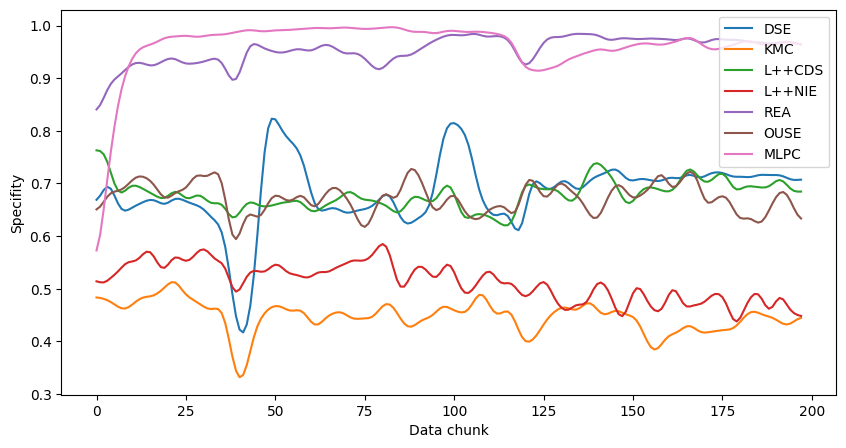 1.0
0.9
0.8
0.7
0.6
0.5
0.4
0.3
Specifity
0 25 50 75 100 125 150 175 200
Data chunk
DSE
KMC
L++CDS
L++NIE
REA
OUSE
MLPC